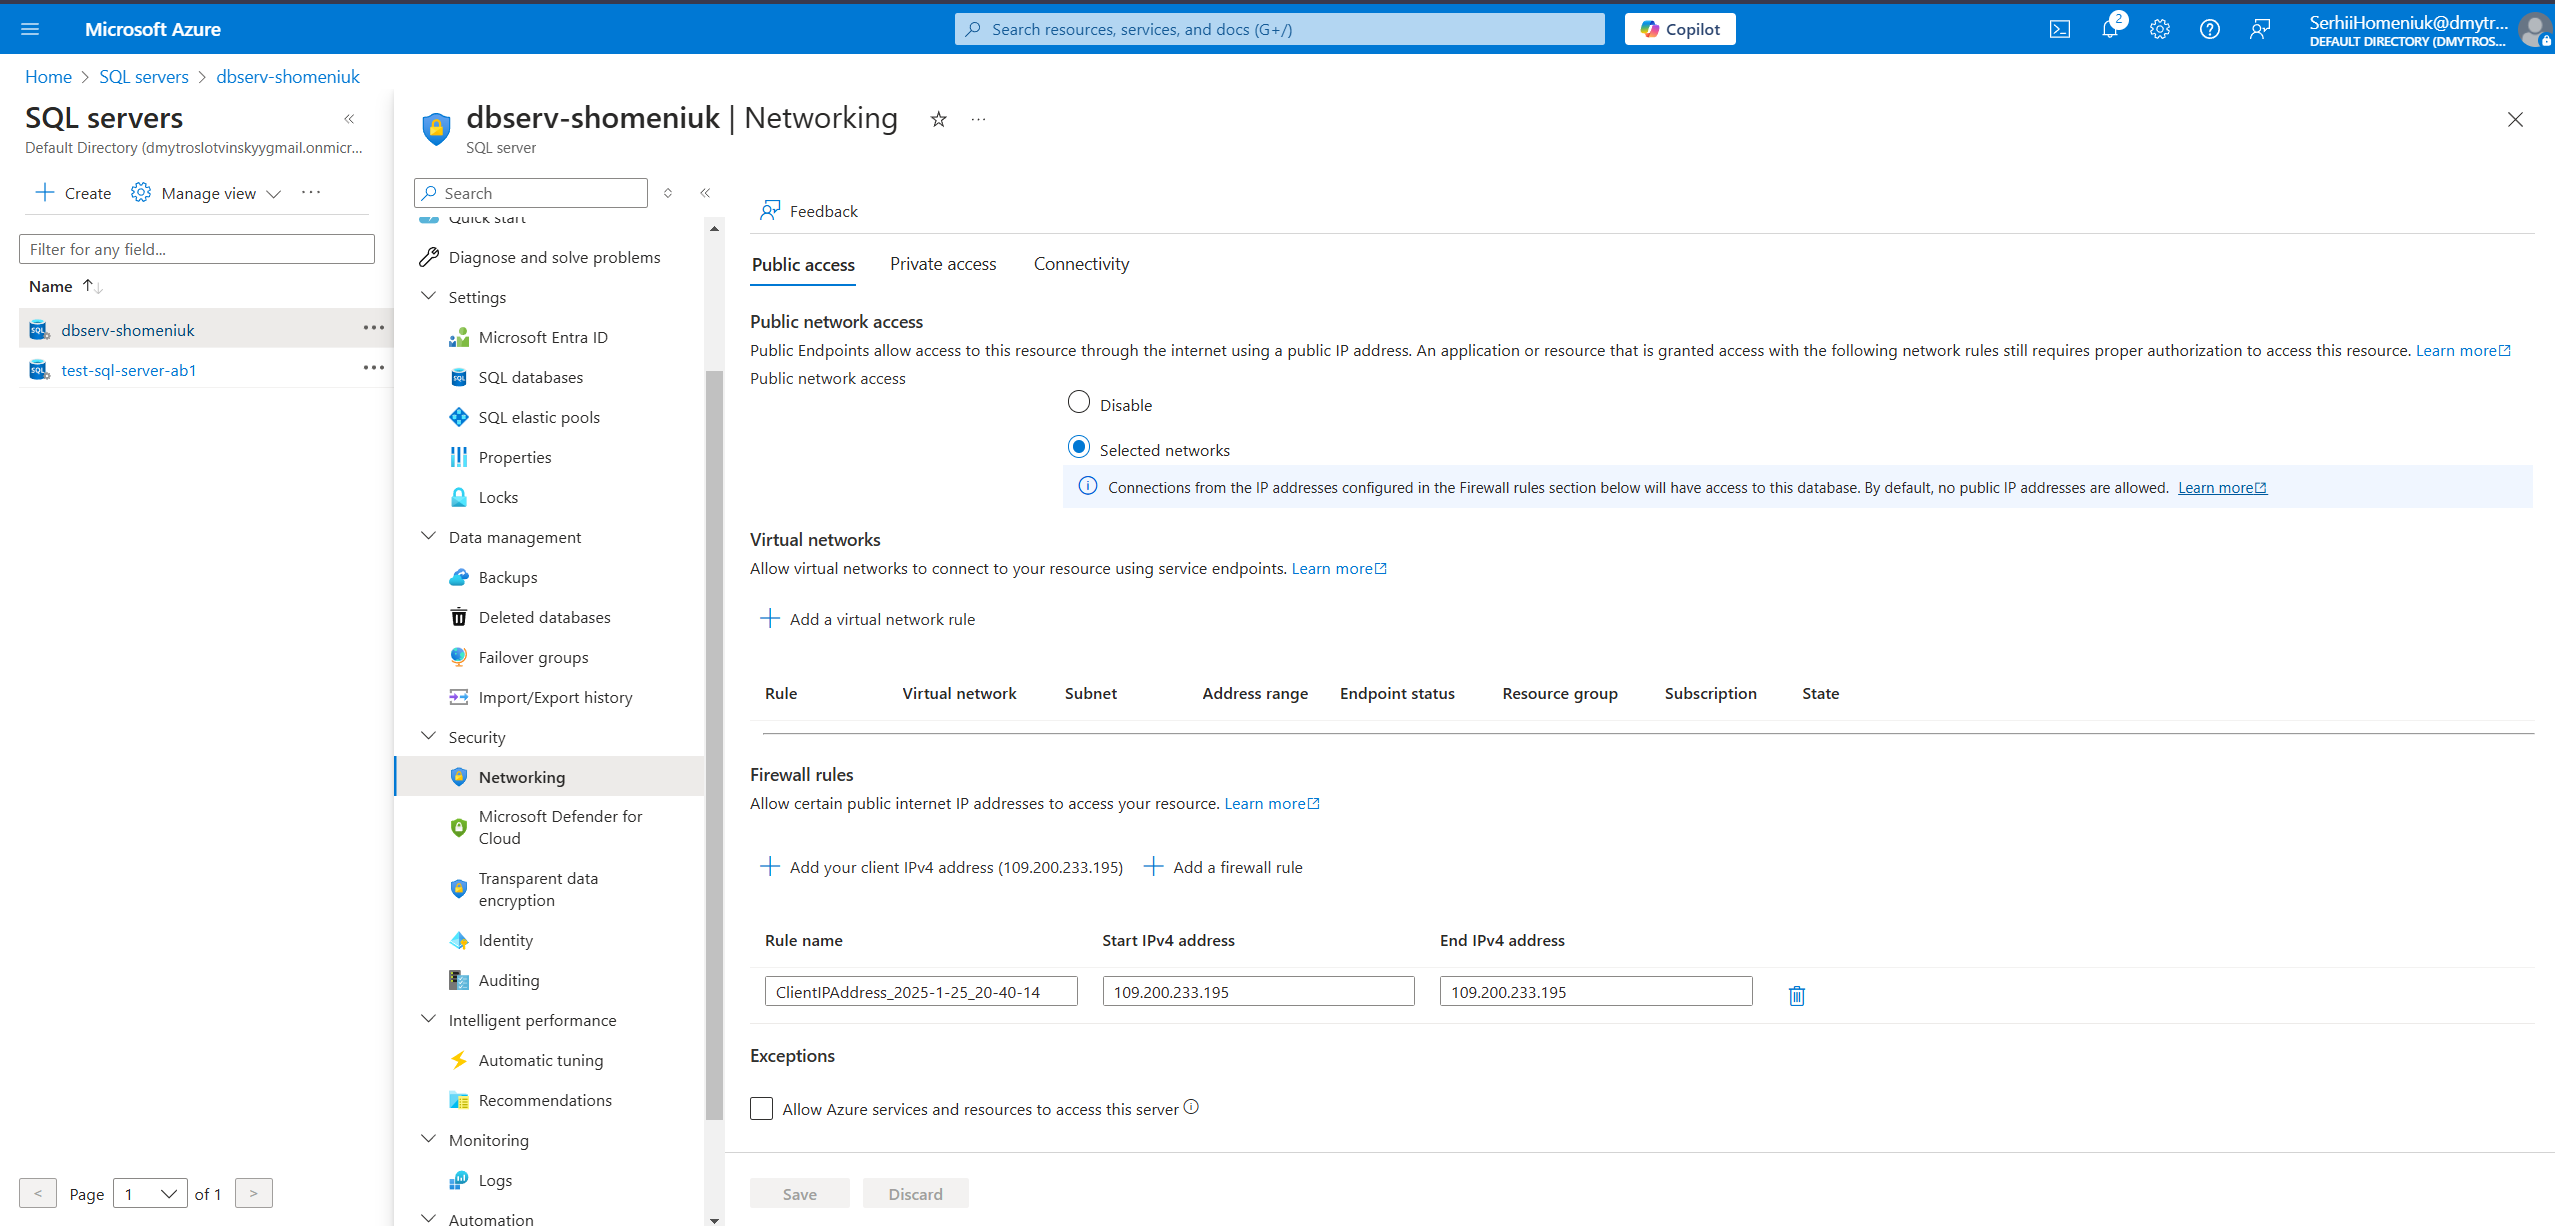 Microsoft Azure
Search resources, services, and docs (G+/)
Copilot
2
SerhiiHomeniuk@dmytr...
DEFAULT DIRECTORY (DMYTROS...
Home > SQL servers > dbserv-shomeniuk
SQL servers
Default Directory (dmytroslotvinskyygmail.onmicr...
Create
Manage view
Filter for any field...
Name
dbserv-shomeniuk
test-sql-server-ab1
< Page 1 of 1 >
dbserv-shomeniuk | Networking
SQL server
Search
Quick start
Diagnose and solve problems
Settings
Microsoft Entra ID
SQL databases
SQL elastic pools
Properties
Locks
Data management
Backups
Deleted databases
Failover groups
Import/Export history
Security
Networking
Microsoft Defender for
Cloud
Transparent data
encryption
Identity
Auditing
Intelligent performance
Automatic tuning
Recommendations
Monitoring
Logs
Automation
Feedback
Public access
Private access
Connectivity
Public network access
Public Endpoints allow access to this resource through the internet using a public IP address. An application or resource that is granted access with the following network rules still requires proper authorization to access this resource. Learn more
Public network access
Disable
Selected networks
Connections from the IP addresses configured in the Firewall rules section below will have access to this database. By default, no public IP addresses are allowed. Learn more
Virtual networks
Allow virtual networks to connect to your resource using service endpoints. Learn more
Add a virtual network rule
Rule Virtual network Subnet Address range Endpoint status Resource group Subscription State
Firewall rules
Allow certain public internet IP addresses to access your resource. Learn more
Add your client IPv4 address (109.200.233.195) Add a firewall rule
Rule name Start IPv4 address End IPv4 address
ClientIPAddress_2025-1-25_20-40-14 109.200.233.195 109.200.233.195
Exceptions
Allow Azure services and resources to access this server
Save Discard